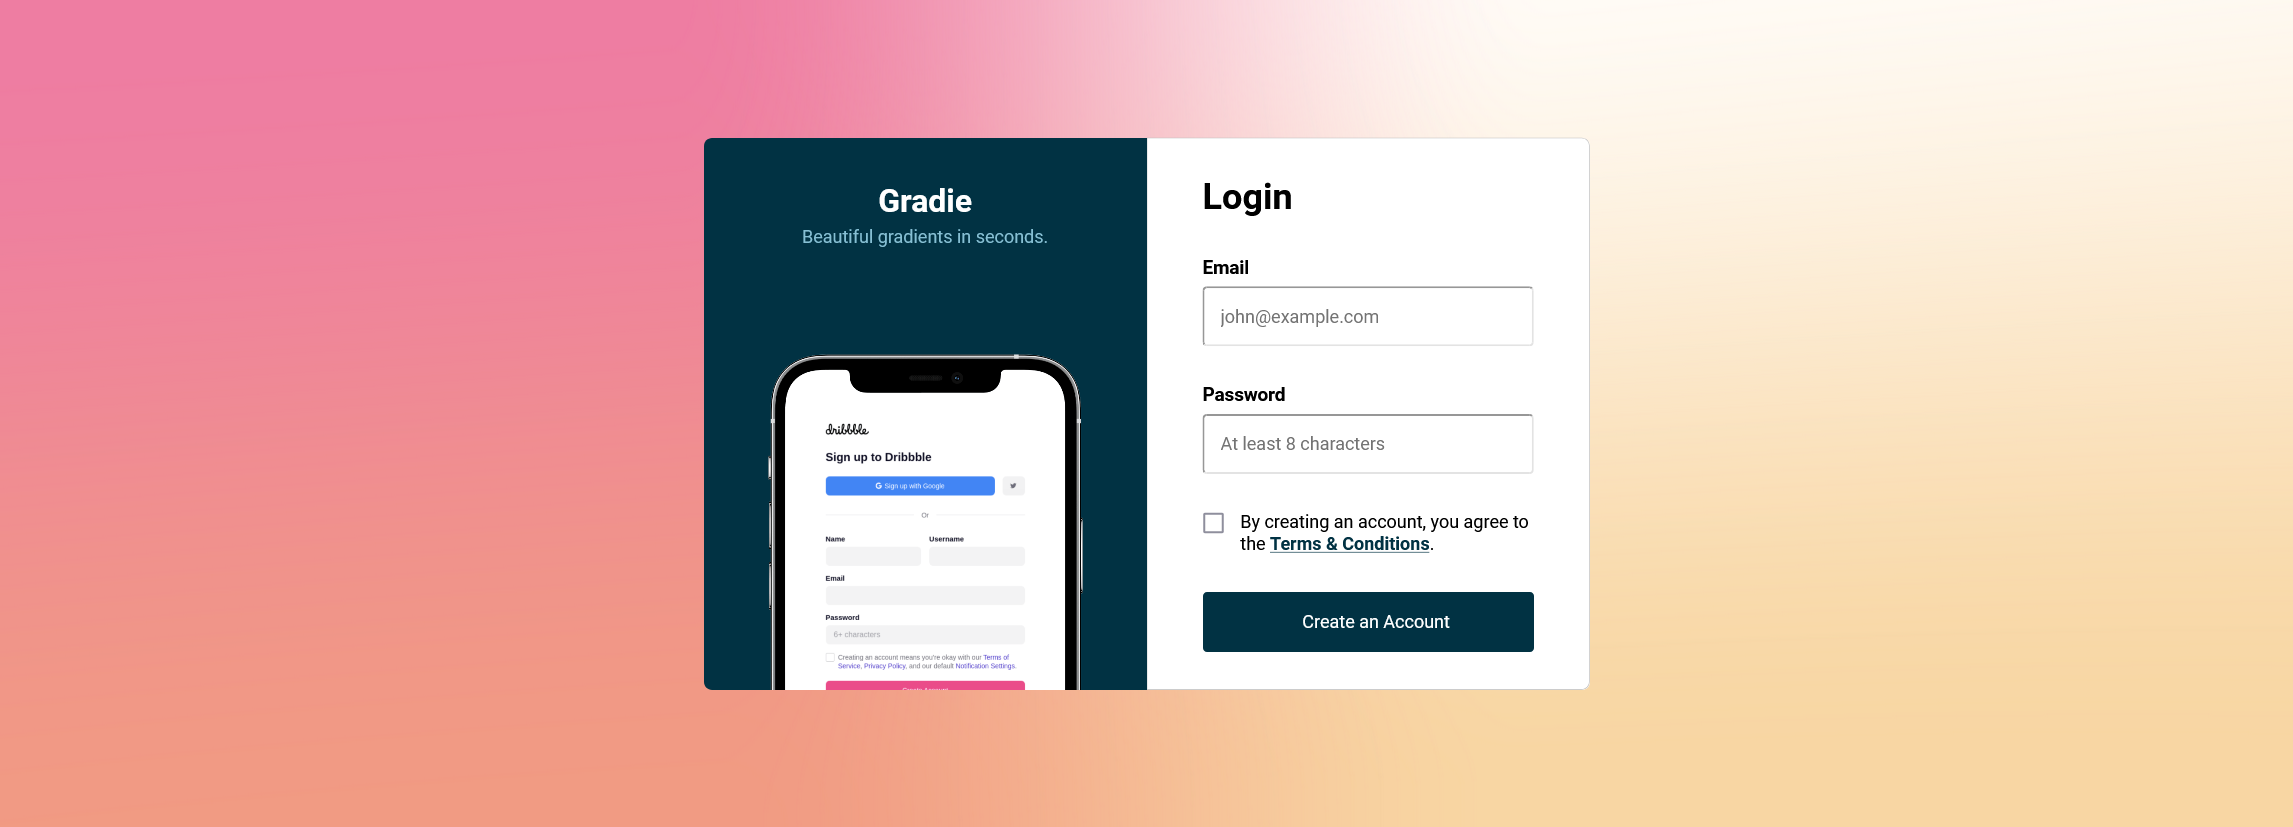 Gradie
Beautiful gradients in seconds.
dribbble
Sign up to Dribbble
G Sign up with Google
Or
Name
Username
Email
Password
6+ characters
Creating an account means you're okay with our Terms of
Service, Privacy Policy, and our default Notification Settings.
Create Account
Login
Email
john@example.com
Password
At least 8 characters
By creating an account, you agree to
the Terms & Conditions.
Create an Account